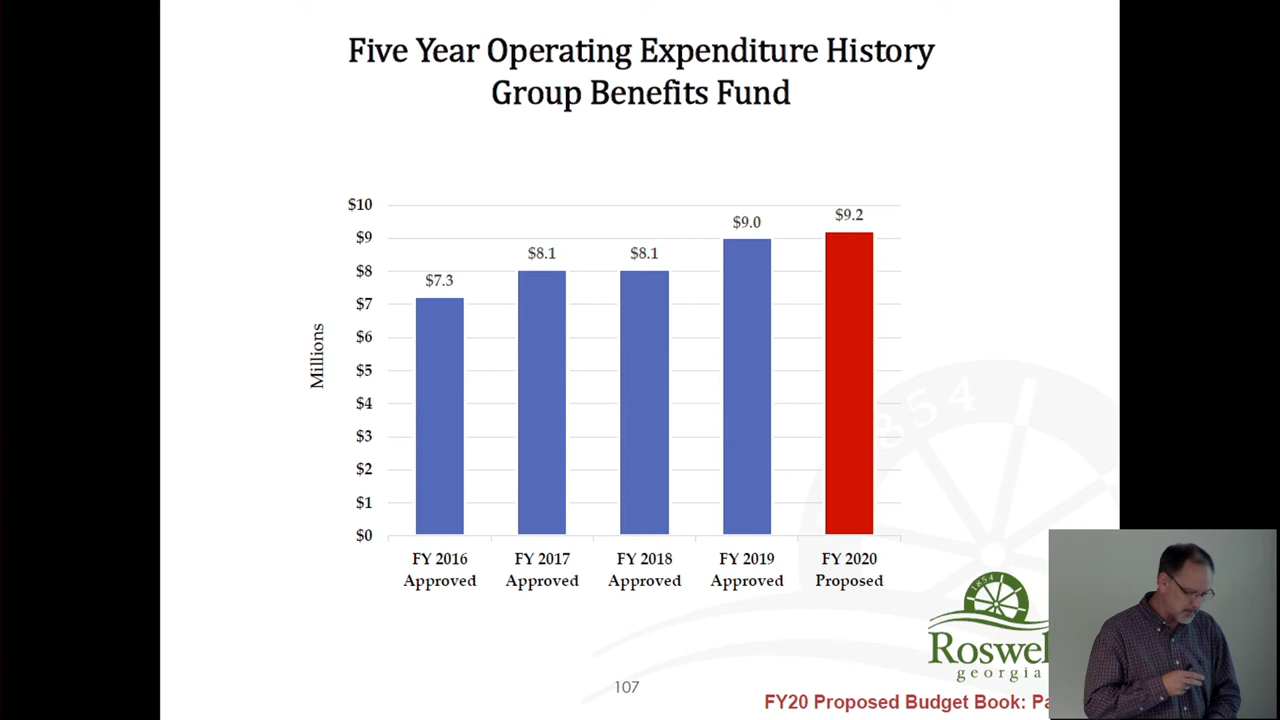 Five Year Operating Expenditure History
Group Benefits Fund
$10
$9
$8
$7
$6
$5
$4
$3
$2
$1
$0
Millions
$7.3
$8.1
$8.1
$9.0
$9.2
FY 2016
Approved
FY 2017
Approved
FY 2018
Approved
FY 2019
Approved
FY 2020
Proposed
1854
1854
Roswel
georgia
107
FY20 Proposed Budget Book: Pa